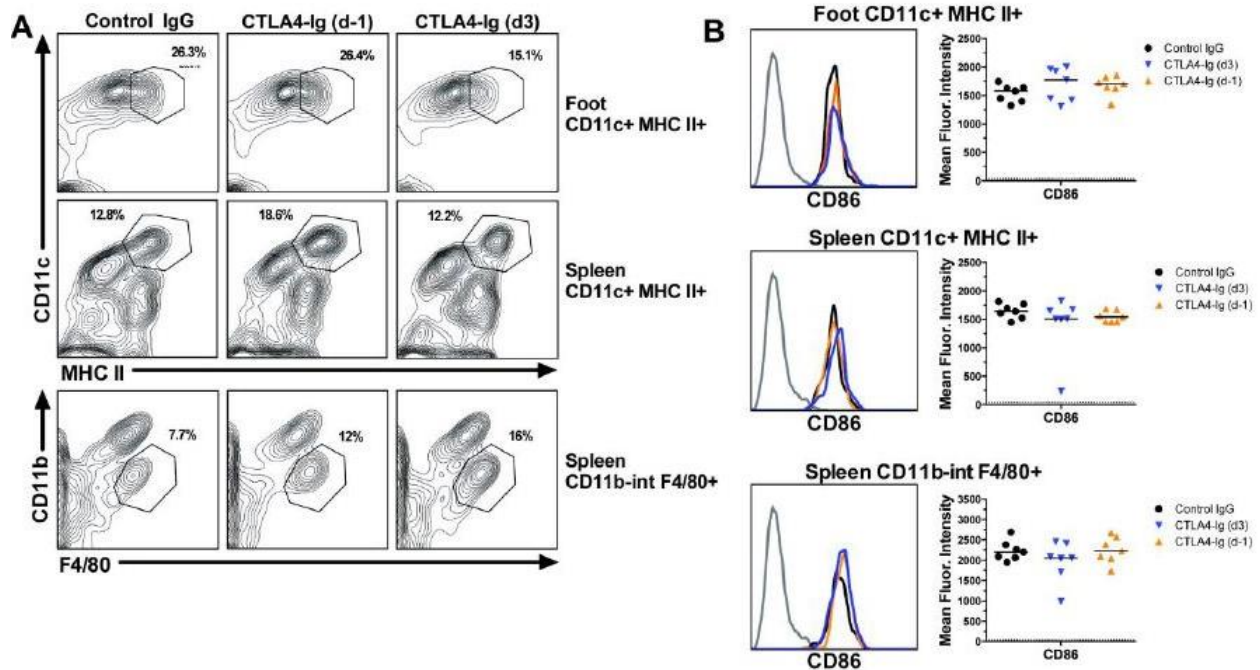 A
Control IgG
CTLA4-Ig (d-1)
CTLA4-Ig (d3)
26.3%
26.4%
15.1%
Foot
CD11c+ MHC II+
12.8%
18.6%
12.2%
Spleen
CD11c+ MHC II+
CD11c
MHC II
7.7%
12%
16%
Spleen
CD11b-int F4/80+
CD11b
F4/80
B
Foot CD11c+ MHC II+
CD86
Mean Fluor. Intensity
2500
2000
1500
1000
500
0
CD86
Control IgG
CTLA4-Ig (d3)
CTLA4-Ig (d-1)
Spleen CD11c+ MHC II+
CD86
Mean Fluor. Intensity
2500
2000
1500
1000
500
0
CD86
Control IgG
CTLA4-Ig (d3)
CTLA4-Ig (d-1)
Spleen CD11b-int F4/80+
CD86
Mean Fluor. Intensity
3500
3000
2500
2000
1500
1000
500
0
CD86
Control IgG
CTLA4-Ig (d3)
CTLA4-Ig (d-1)